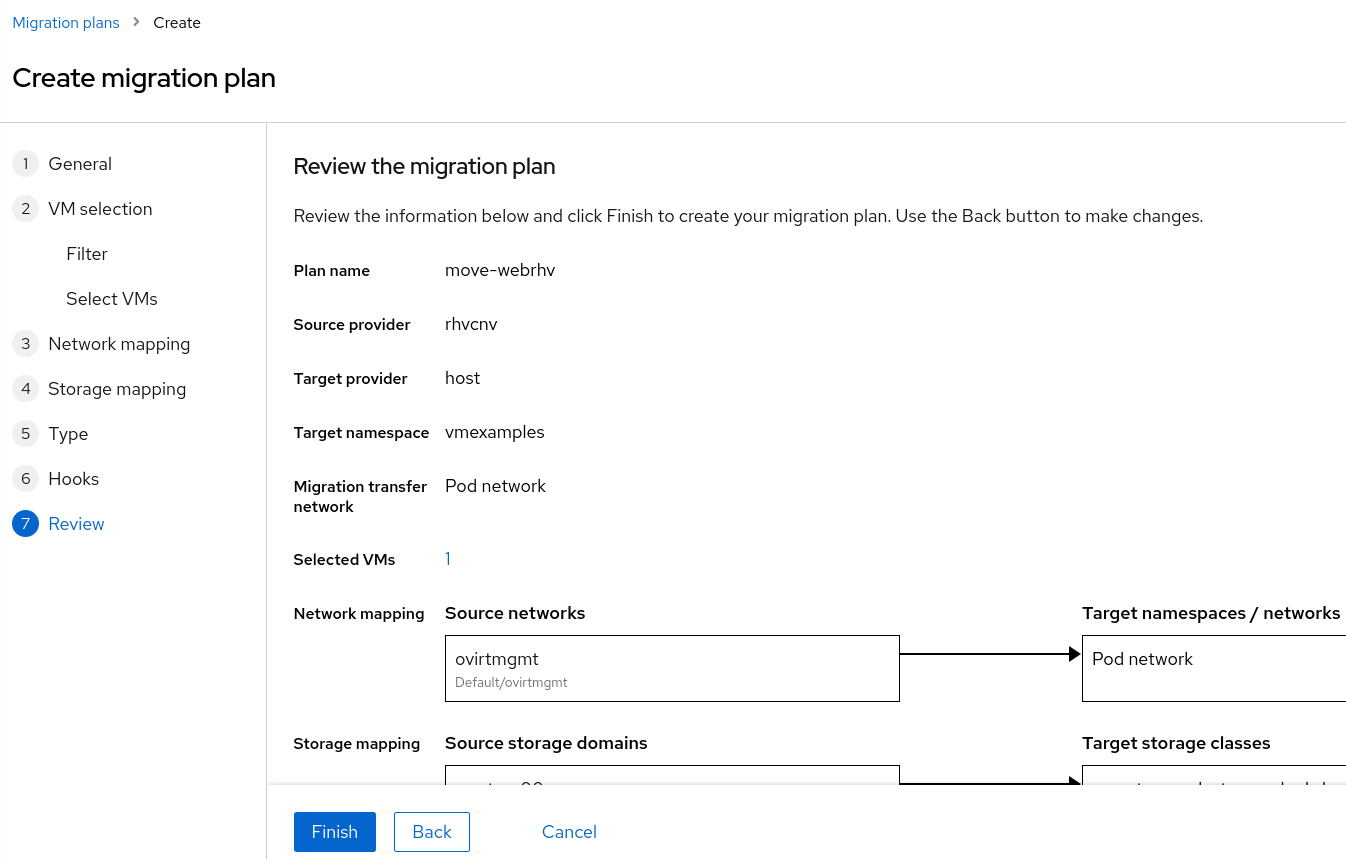 Migration plans > Create
Create migration plan
1 General
2 VM selection
Filter
Select VMs
3 Network mapping
4 Storage mapping
5 Type
6 Hooks
7 Review
Review the migration plan
Review the information below and click Finish to create your migration plan. Use the Back button to make changes.
Plan name move-webrhv
Source provider rhvcnv
Target provider host
Target namespace vmexamples
Migration transfer Pod network
network
Selected VMs 1
Network mapping Source networks Target namespaces / networks
ovirtmgmt Pod network
Default/ovirtmgmt
Storage mapping Source storage domains Target storage classes
Finish Back Cancel